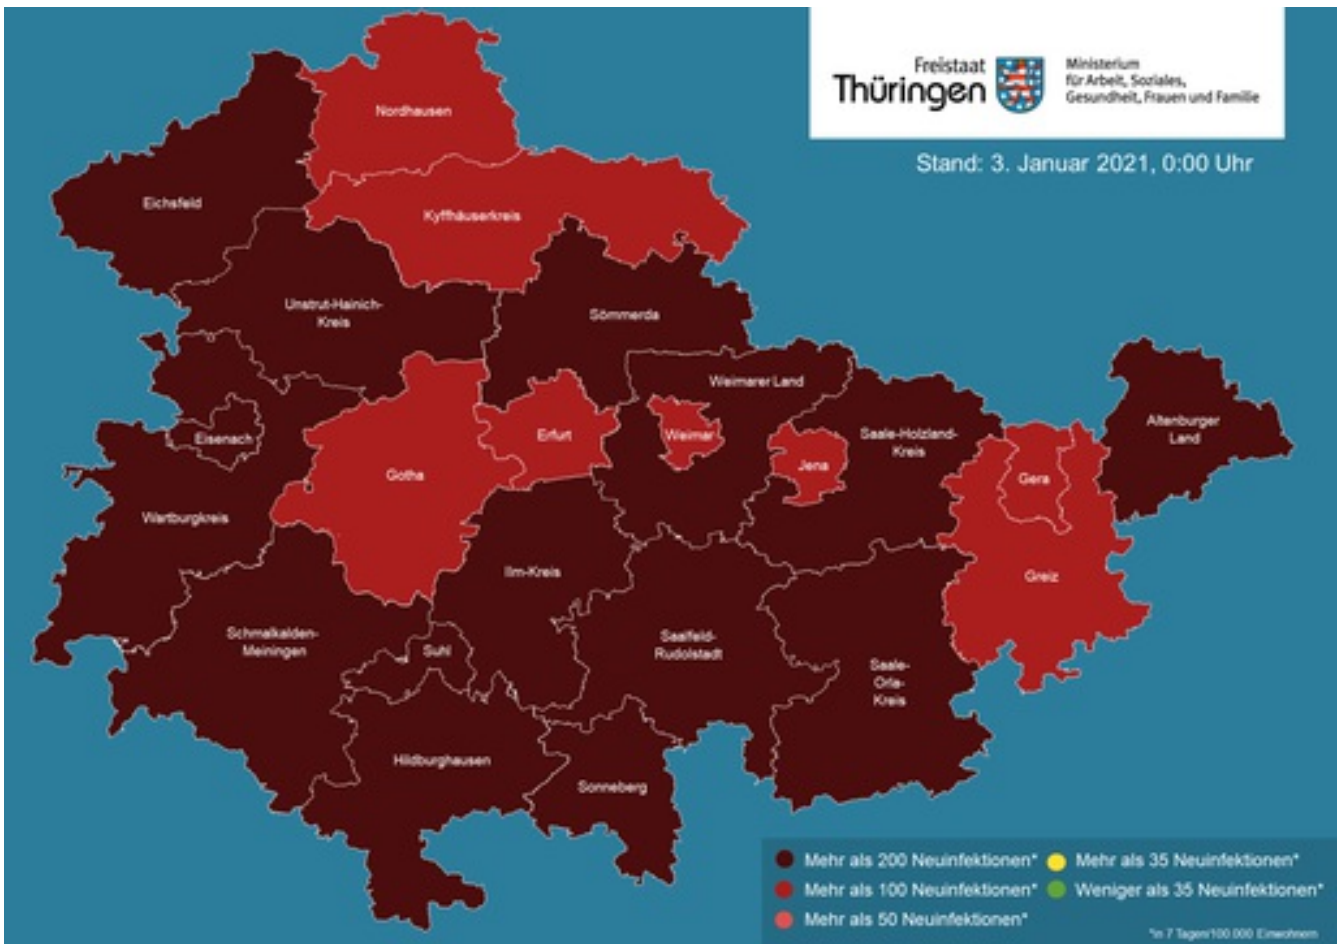 Freistaat
Thüringen
Ministerium
für Arbeit, Soziales,
Gesundheit, Frauen und Familie
Stand: 3. Januar 2021, 0:00 Uhr
Nordhausen
Eichsfeld
Kyffhäuserkreis
Unstrut-Hainich-
Kreis
Sömmerda
Weimarer Land
Altenburger
Land
Eisenach
Erfurt
Weimar
Saale-Holzland-
Kreis
Jena
Gotha
Gera
Wartburgkreis
Ilm-Kreis
Greiz
Schmalkalden-
Meiningen
Suhl
Saalfeld-
Rudolstadt
Saale-
Orla-
Kreis
Hildburghausen
Sonneberg
Mehr als 200 Neuinfektionen*
Mehr als 100 Neuinfektionen*
Mehr als 50 Neuinfektionen*
Mehr als 35 Neuinfektionen*
Weniger als 35 Neuinfektionen*
*in 7 Tagen/100.000 Einwohnern